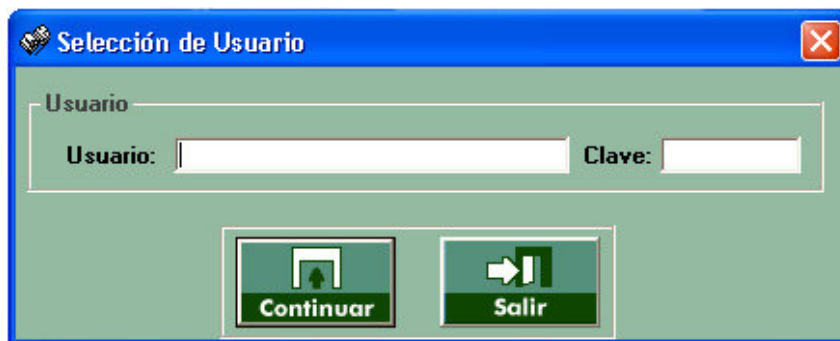 Selección de Usuario
Usuario
Usuario: Clave:
Continuar Salir